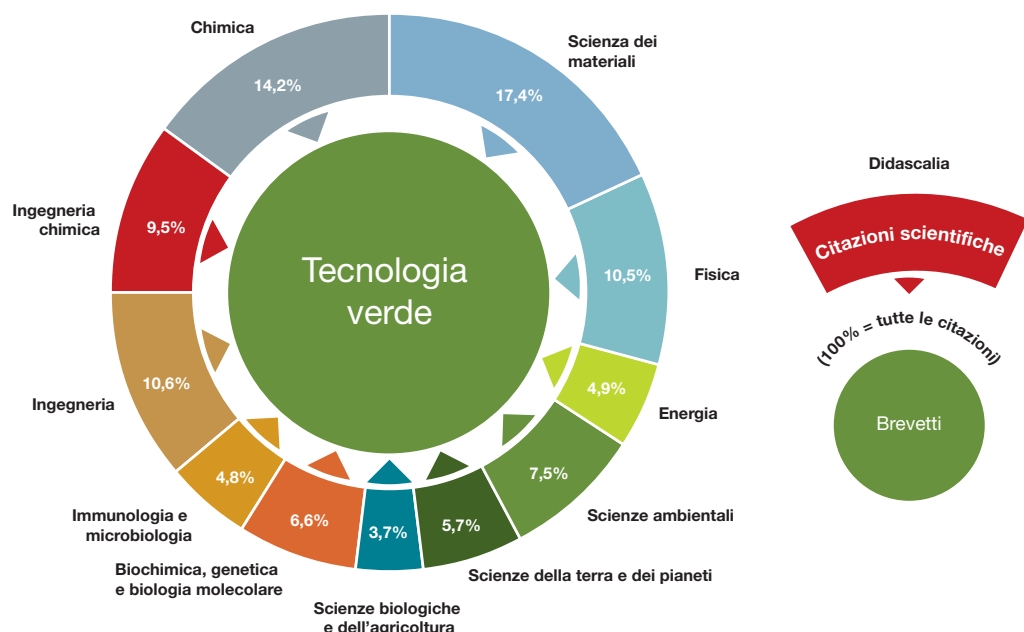 Chimica
14,2%
Scienza dei
materiali
17,4%
Ingegneria
chimica
9,5%
Tecnologia
verde
Fisica
10,5%
Energia
4,9%
Ingegneria
10,6%
Scienze ambientali
7,5%
Immunologia e
microbiologia
4,8%
Biochimica, genetica
e biologia molecolare
6,6%
Scienze biologiche
e dell'agricoltura
3,7%
Scienze della terra e dei pianeti
5,7%
Didascalia
Citazioni scientifiche
(100% = tutte le citazioni)
Brevetti